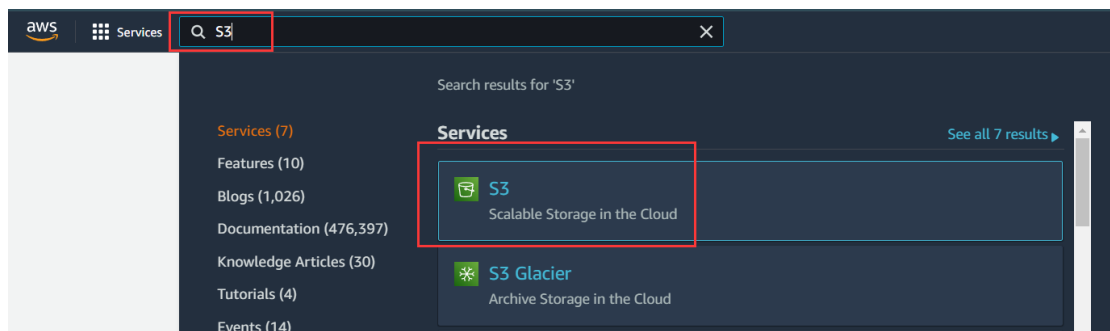 aws
Services
S3
Search results for 'S3'
Services (7)
Features (10)
Blogs (1,026)
Documentation (476,397)
Knowledge Articles (30)
Tutorials (4)
Events (14)
Services
See all 7 results
S3
Scalable Storage in the Cloud
S3 Glacier
Archive Storage in the Cloud